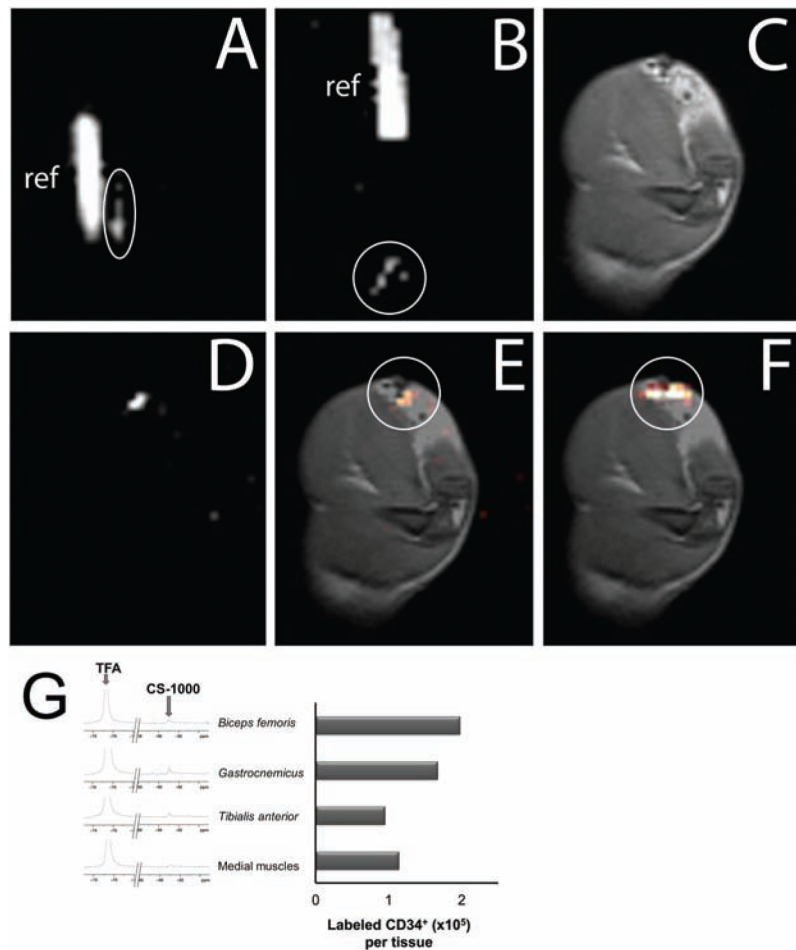 A
ref
B
ref
C
D
E
F
G
TFA
CS-1000
Biceps femoris
Gastrocnemicus
Tibialis anterior
Medial muscles
0 1 2
Labeled CD34⁺ (x10⁵)
per tissue